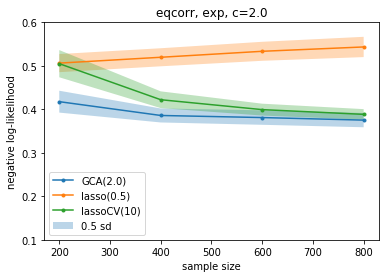 eqcorr, exp, c=2.0
negative log-likelihood
0.6
0.5
0.4
0.3
0.2
0.1
GCA(2.0)
lasso(0.5)
lassoCV(10)
0.5 sd
200 300 400 500 600 700 800
sample size